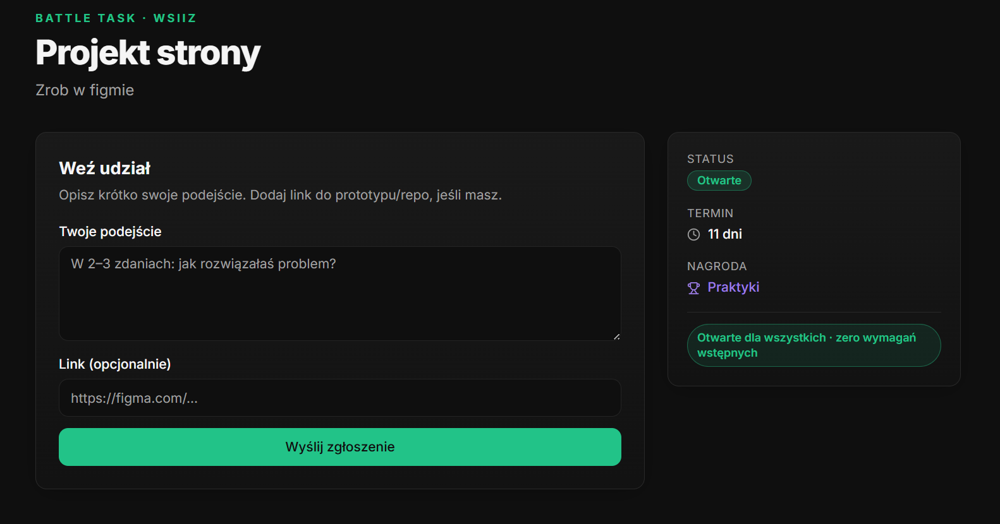 BATTLE TASK · WSIIZ
Projekt strony
Zrob w figmie
Weź udział
Opisz krótko swoje podejście. Dodaj link do prototypu/repo, jeśli masz.
Twoje podejście
W 2–3 zdaniach: jak rozwiązałaś problem?
Link (opcjonalnie)
https://figma.com/...
Wyślij zgłoszenie
STATUS
Otwarte
TERMIN
11 dni
NAGRODA
Praktyki
Otwarte dla wszystkich · zero wymagań
wstępnych